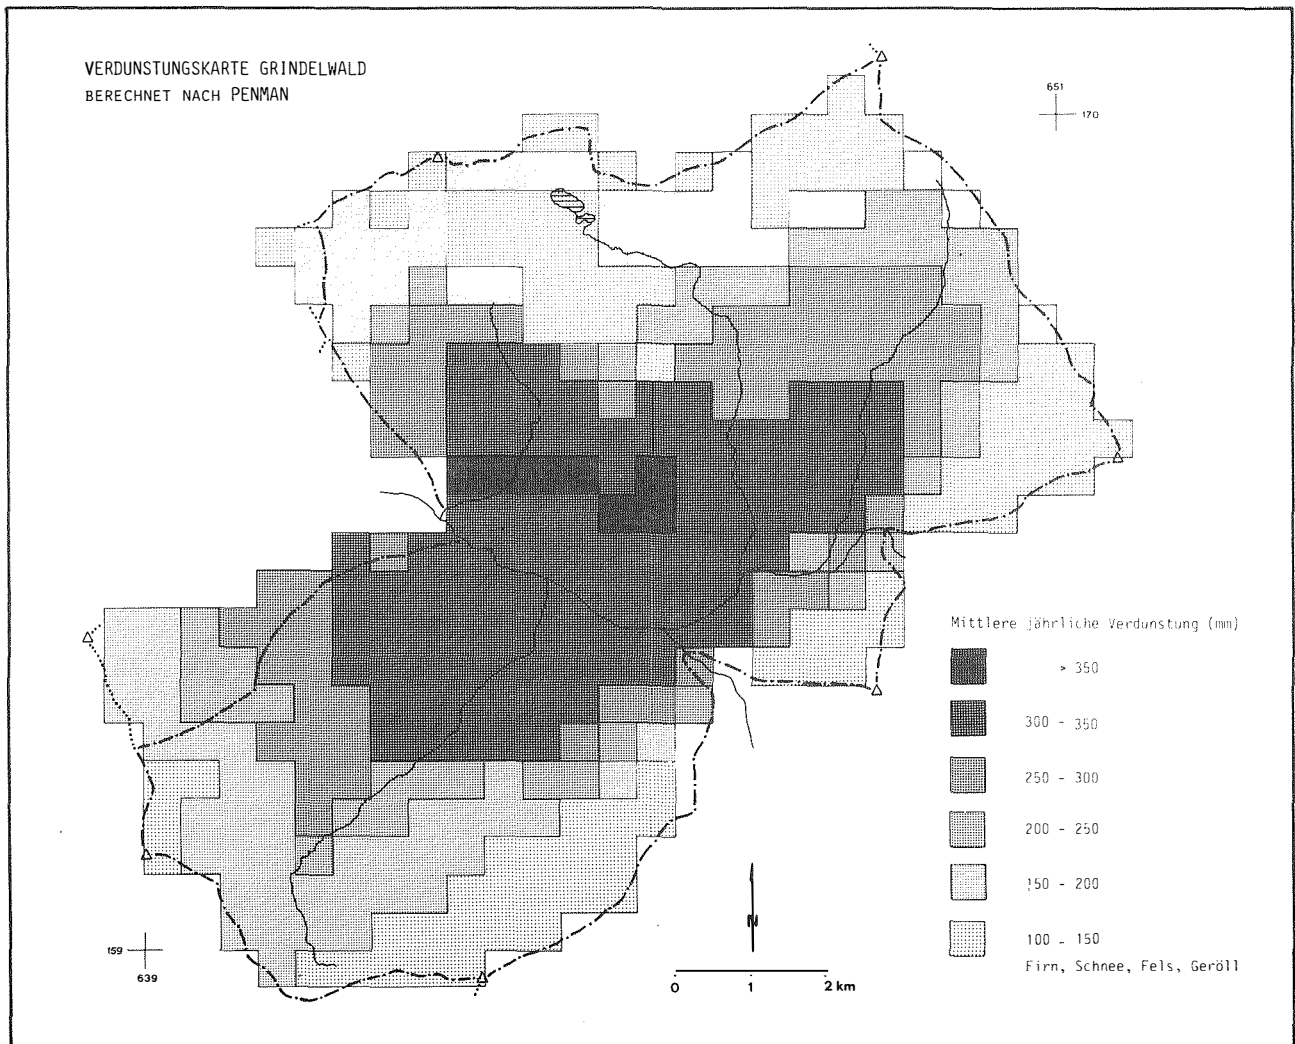 VERDUNSTUNGSKARTE GRINDELWALD
BERECHNET NACH PENMAN
651
170
Mittlere jährliche Verdunstung (mm)
> 350
300 - 350
250 - 300
200 - 250
150 - 200
100 - 150
Firn, Schnee, Fels, Geröll
159
639
N
0 1 2 km